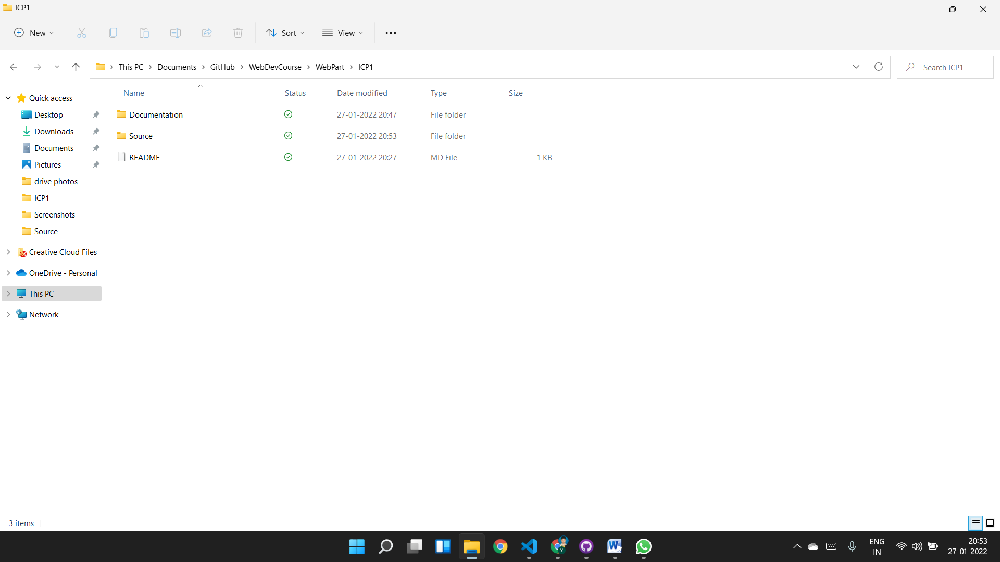 ICP1
New
Sort
View
This PC > Documents > GitHub > WebDevCourse > WebPart > ICP1
Search ICP1
Name Status Date modified Type Size
Documentation 27-01-2022 20:47 File folder
Source 27-01-2022 20:53 File folder
README 27-01-2022 20:27 MD File 1 KB
Quick access
Desktop
Downloads
Documents
Pictures
drive photos
ICP1
Screenshots
Source
Creative Cloud Files
OneDrive - Personal
This PC
Network
3 items
W
Y
ENG
IN
20:53
27-01-2022